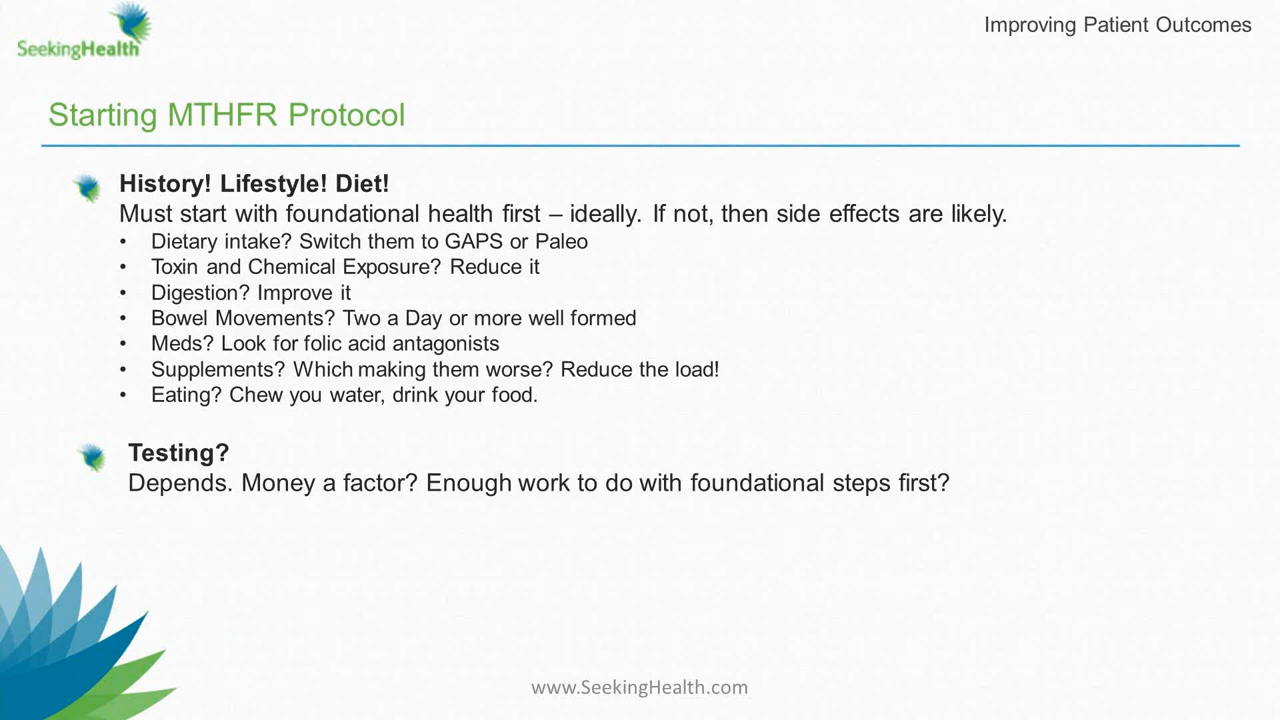 SeekingHealth
Improving Patient Outcomes
Starting MTHFR Protocol
History! Lifestyle! Diet!
Must start with foundational health first – ideally. If not, then side effects are likely.
• Dietary intake? Switch them to GAPS or Paleo
• Toxin and Chemical Exposure? Reduce it
• Digestion? Improve it
• Bowel Movements? Two a Day or more well formed
• Meds? Look for folic acid antagonists
• Supplements? Which making them worse? Reduce the load!
• Eating? Chew you water, drink your food.
Testing?
Depends. Money a factor? Enough work to do with foundational steps first?
www.SeekingHealth.com